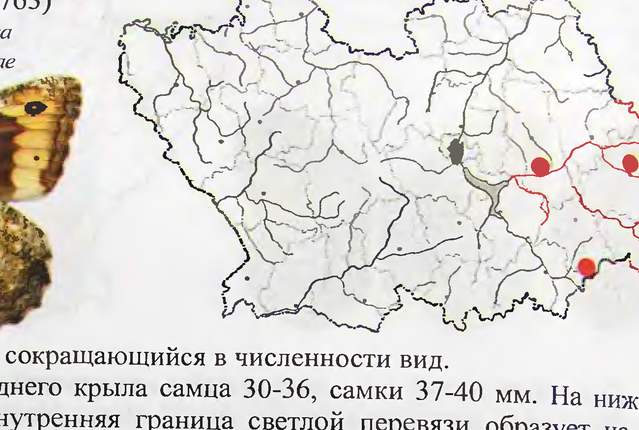 763)
ае
сокращающийся в численности вид.
днего крыла самца 30-36, самки 37-40 мм. На ниж
нутренняя граница светлой перевязи образует